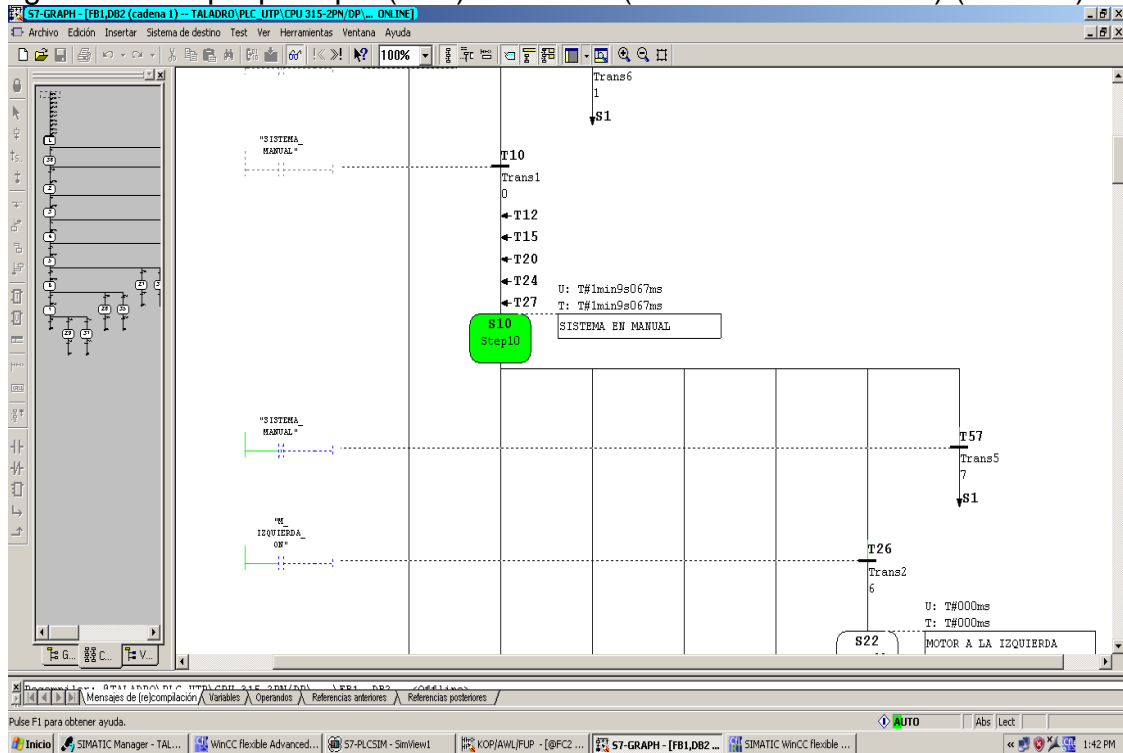 S7-GRAPH - [FB1,DB2 (cadena 1) -- TALADRO\PLC_UTP\CPU 315-2PN/DP\... ONLINE]
Archivo Edición Insertar Sistema de destino Test Ver Herramientas Ventana Ayuda
100%
Trans6
1
S1
"SISTEMA_
MANUAL"
T10
Trans1
0
T12
T15
T20
T24
T27
U: T#1min9s067ms
T: T#1min9s067ms
S10
Step10
SISTEMA EN MANUAL
"SISTEMA_
MANUAL"
T57
Trans5
7
S1
"M_
IZQUIERDA_
ON"
T26
Trans2
6
U: T#000ms
T: T#000ms
S22
MOTOR A LA IZQUIERDA
G... C... V...
Mensajes de (re)compilación Variables Operandos Referencias anteriores Referencias posteriores
Pulse F1 para obtener ayuda.
AUTO Abs Lect
Inicio SIMATIC Manager - TAL... WinCC flexible Advanced... S7-PLCSIM - SimView1 KOP/AWL/FUP - [@FC2 ... S7-GRAPH - [FB1,DB2 ... SIMATIC WinCC flexible ... 1:42 PM